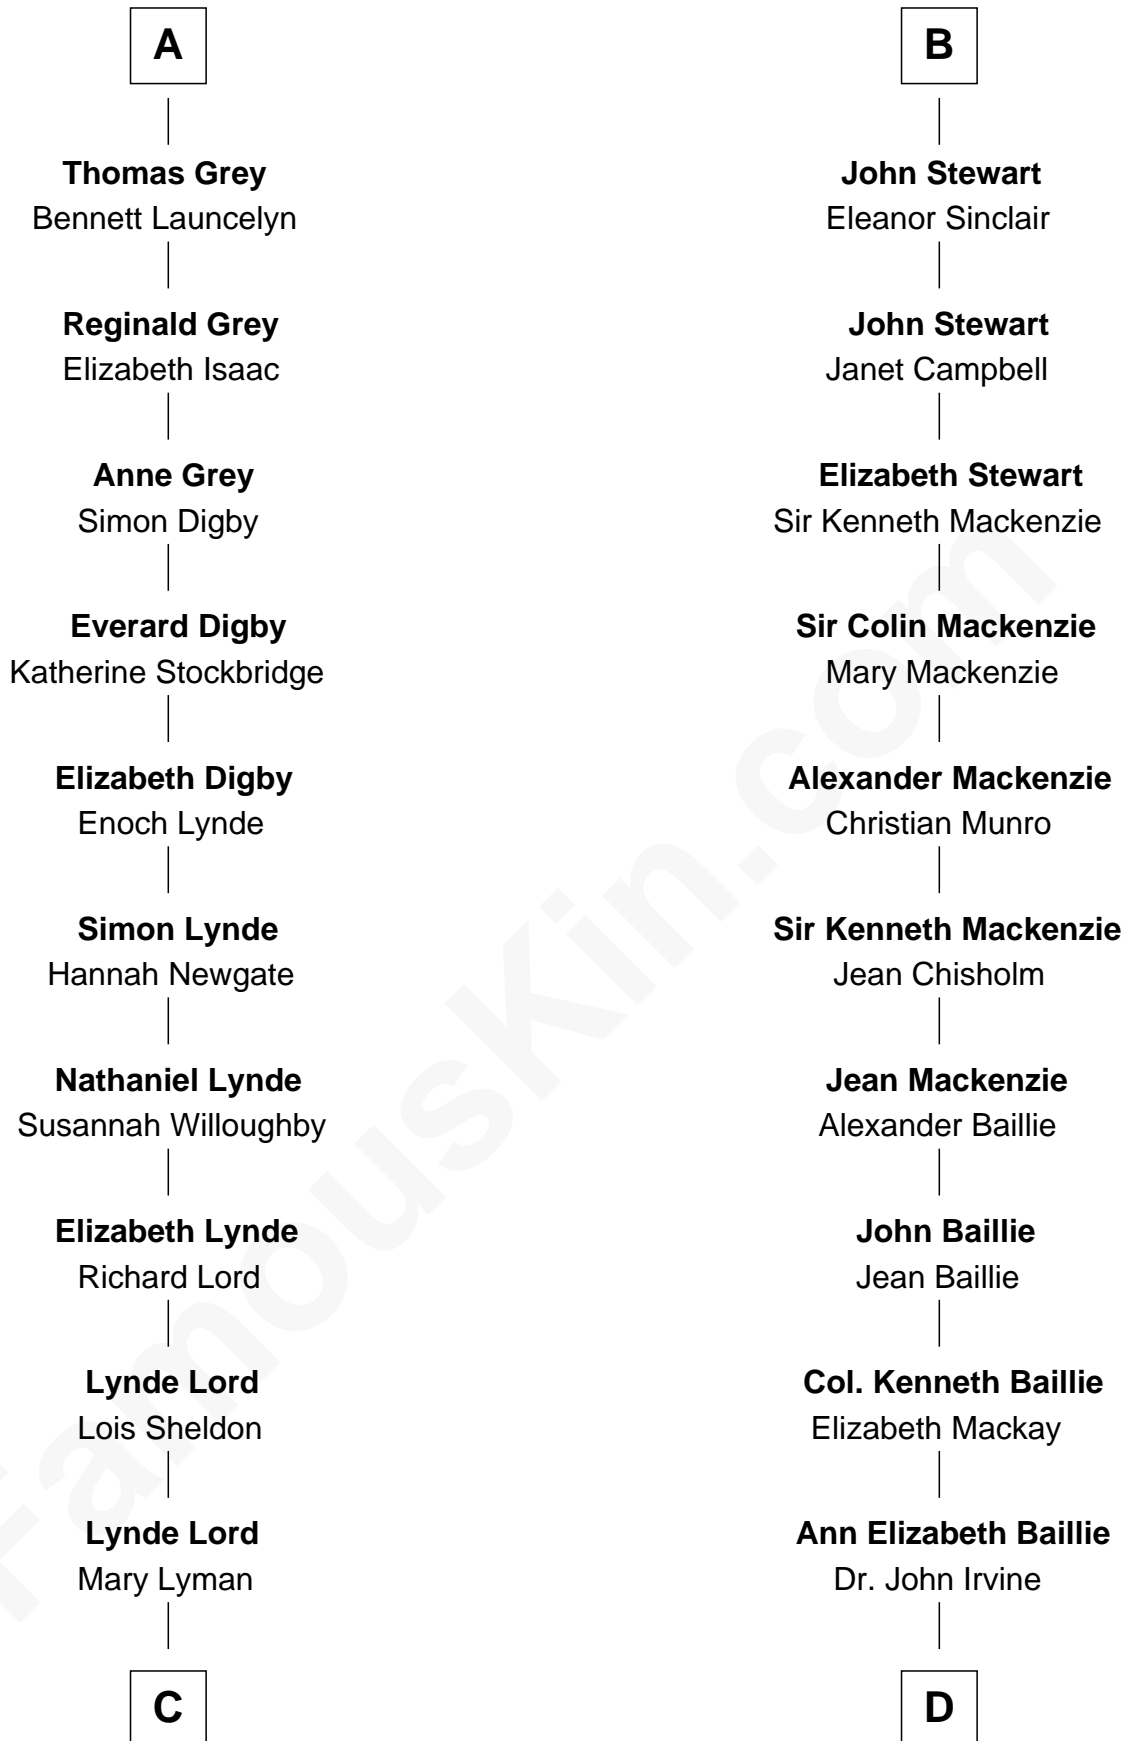 A
Thomas Grey
Bennett Launcelyn
Reginald Grey
Elizabeth Isaac
Anne Grey
Simon Digby
Everard Digby
Katherine Stockbridge
Elizabeth Digby
Enoch Lynde
Simon Lynde
Hannah Newgate
Nathaniel Lynde
Susannah Willoughby
Elizabeth Lynde
Richard Lord
Lynde Lord
Lois Sheldon
Lynde Lord
Mary Lyman
C
B
John Stewart
Eleanor Sinclair
John Stewart
Janet Campbell
Elizabeth Stewart
Sir Kenneth Mackenzie
Sir Colin Mackenzie
Mary Mackenzie
Alexander Mackenzie
Christian Munro
Sir Kenneth Mackenzie
Jean Chisholm
Jean Mackenzie
Alexander Baillie
John Baillie
Jean Baillie
Col. Kenneth Baillie
Elizabeth Mackay
Ann Elizabeth Baillie
Dr. John Irvine
D
FamousKin.com